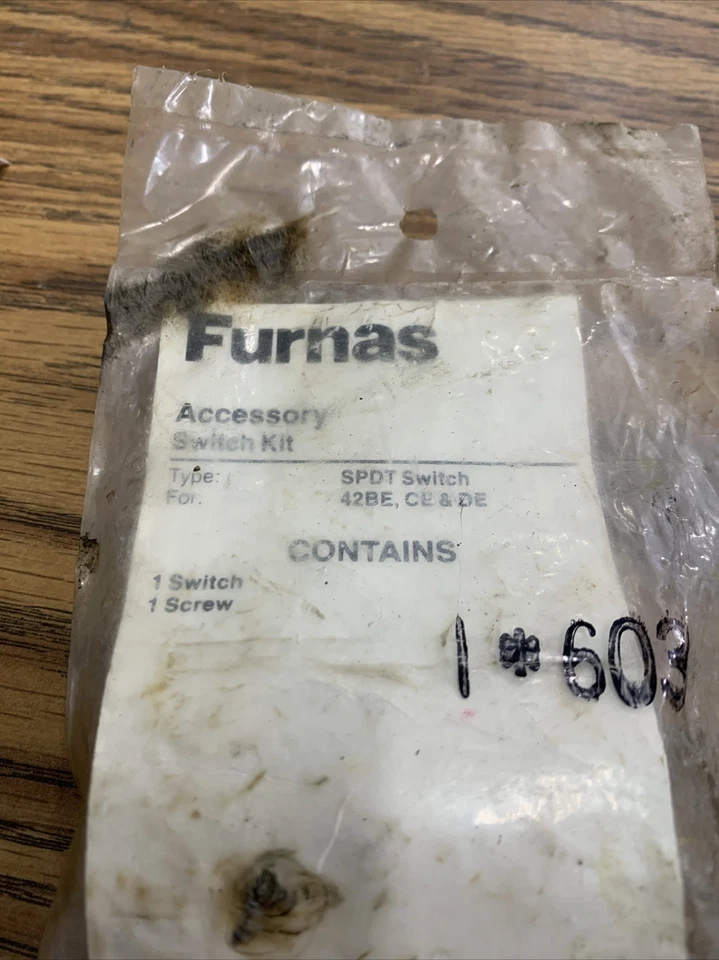 Furnas
Accessory
Switch Kit
Type: SPDT Switch
For: 42BE, CE & DE
CONTAINS
1 Switch
1 Screw
1 * 603